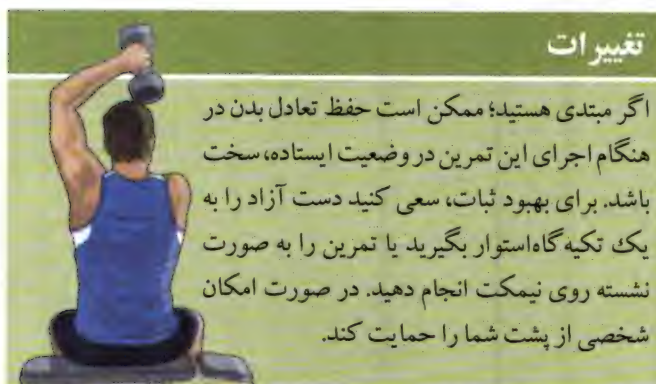 تغییرات
اگر مبتدی هستید؛ ممکن است حفظ تعادل بدن در
هنگام اجرای این تمرین در وضعیت ایستاده، سخت
باشد. برای بهبود ثبات، سعی کنید دست آزاد را به
یک تکیه‌گاه‌استوار بگیرید یا تمرین را به صورت
نشسته روی نیمکت انجام دهید. در صورت امکان
شخصی از پشت شما را حمایت کند.